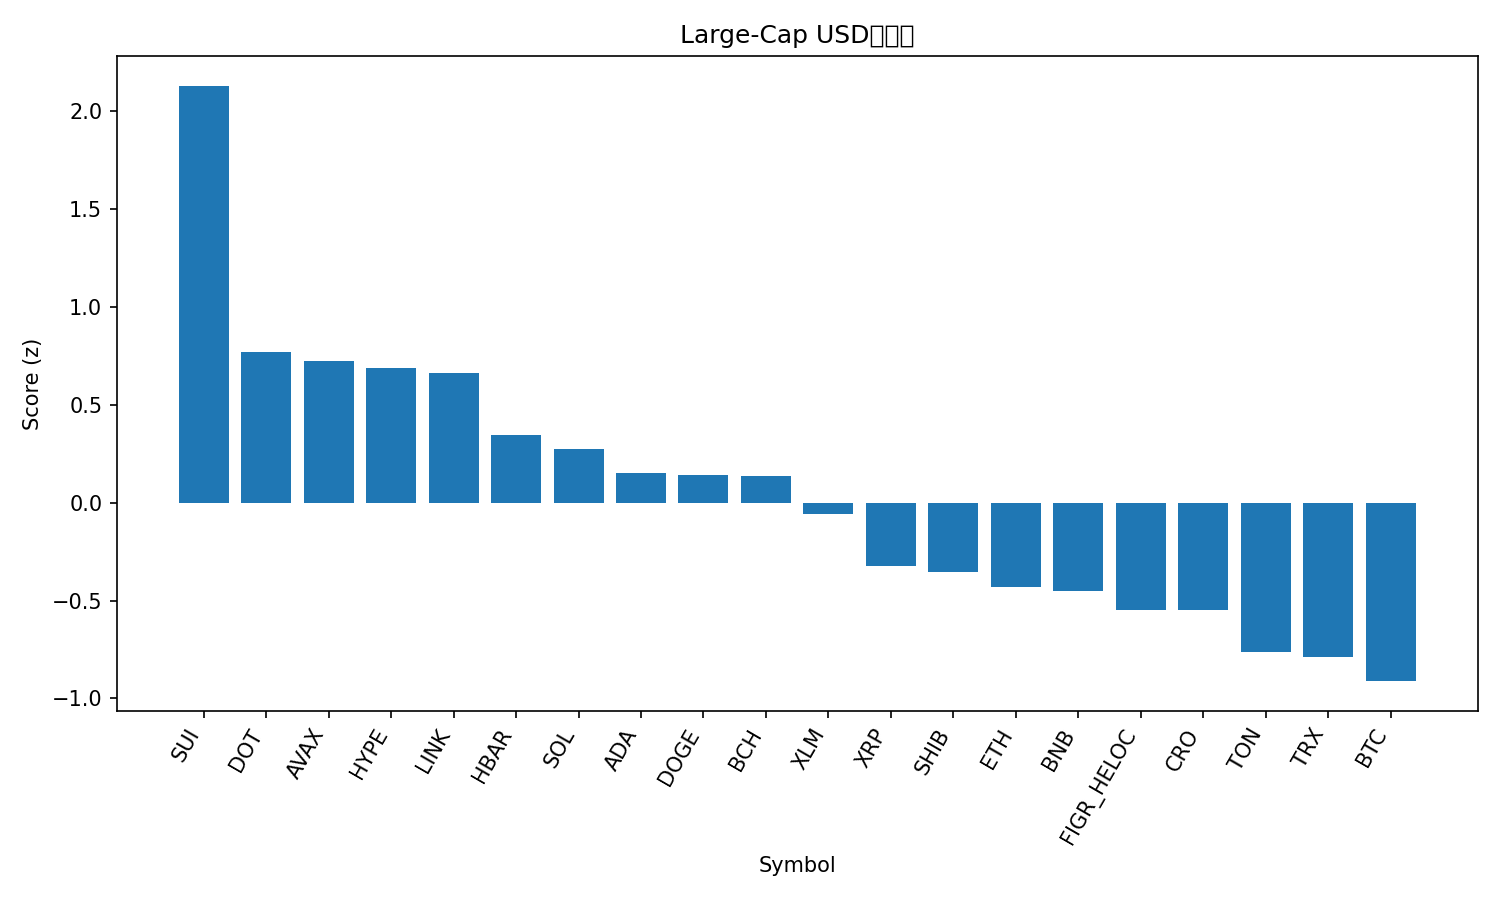 Large-Cap USD
Score (z)
2.0
1.5
1.0
0.5
0.0
−0.5
−1.0
SUI
DOT
AVAX
HYPE
LINK
HBAR
SOL
ADA
DOGE
BCH
XLM
XRP
SHIB
ETH
BNB
FIGR_HELOC
CRO
TON
TRX
BTC
Symbol